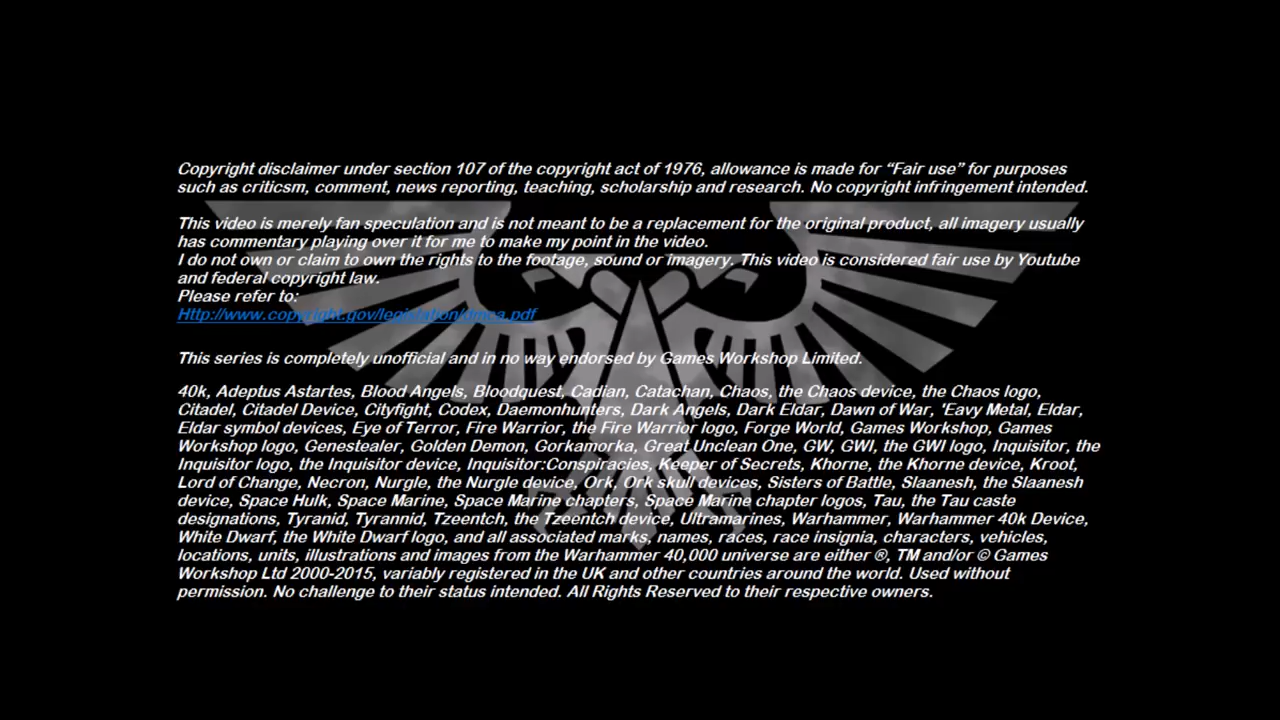 Copyright disclaimer under section 107 of the copyright act of 1976, allowance is made for “Fair use” for purposes
such as criticsm, comment, news reporting, teaching, scholarship and research. No copyright infringement intended.
This video is merely fan speculation and is not meant to be a replacement for the original product, all imagery usually
has commentary playing over it for me to make my point in the video.
I do not own or claim to own the rights to the footage, sound or imagery. This video is considered fair use by Youtube
and federal copyright law.
Please refer to:
Http://www.copyright.gov/legislation/dmca.pdf
This series is completely unofficial and in no way endorsed by Games Workshop Limited.
40k, Adeptus Astartes, Blood Angels, Bloodquest, Cadian, Catachan, Chaos, the Chaos device, the Chaos logo,
Citadel, Citadel Device, Cityfight, Codex, Daemonhunters, Dark Angels, Dark Eldar, Dawn of War, 'Eavy Metal, Eldar,
Eldar symbol devices, Eye of Terror, Fire Warrior, the Fire Warrior logo, Forge World, Games Workshop, Games
Workshop logo, Genestealer, Golden Demon, Gorkamorka, Great Unclean One, GW, GWI, the GWI logo, Inquisitor, the
Inquisitor logo, the Inquisitor device, Inquisitor:Conspiracies, Keeper of Secrets, Khorne, the Khorne device, Kroot,
Lord of Change, Necron, Nurgle, the Nurgle device, Ork, Ork skull devices, Sisters of Battle, Slaanesh, the Slaanesh
device, Space Hulk, Space Marine, Space Marine chapters, Space Marine chapter logos, Tau, the Tau caste
designations, Tyranid, Tyrannid, Tzeentch, the Tzeentch device, Ultramarines, Warhammer, Warhammer 40k Device,
White Dwarf, the White Dwarf logo, and all associated marks, names, races, race insignia, characters, vehicles,
locations, units, illustrations and images from the Warhammer 40,000 universe are either ®, TM and/or © Games
Workshop Ltd 2000-2015, variably registered in the UK and other countries around the world. Used without
permission. No challenge to their status intended. All Rights Reserved to their respective owners.